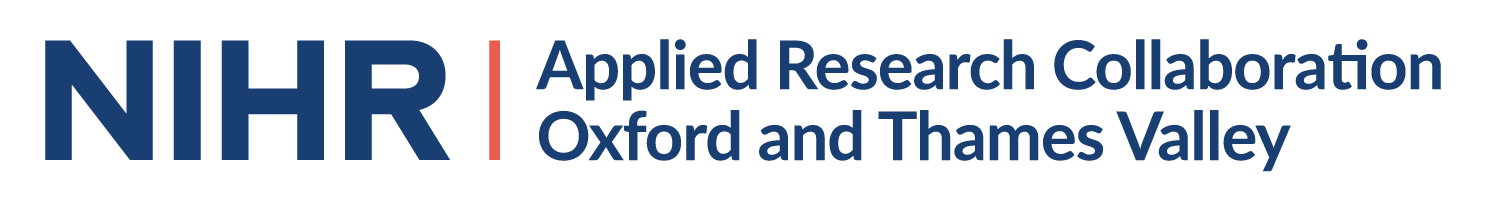 NIHR
Applied Research Collaboration
Oxford and Thames Valley